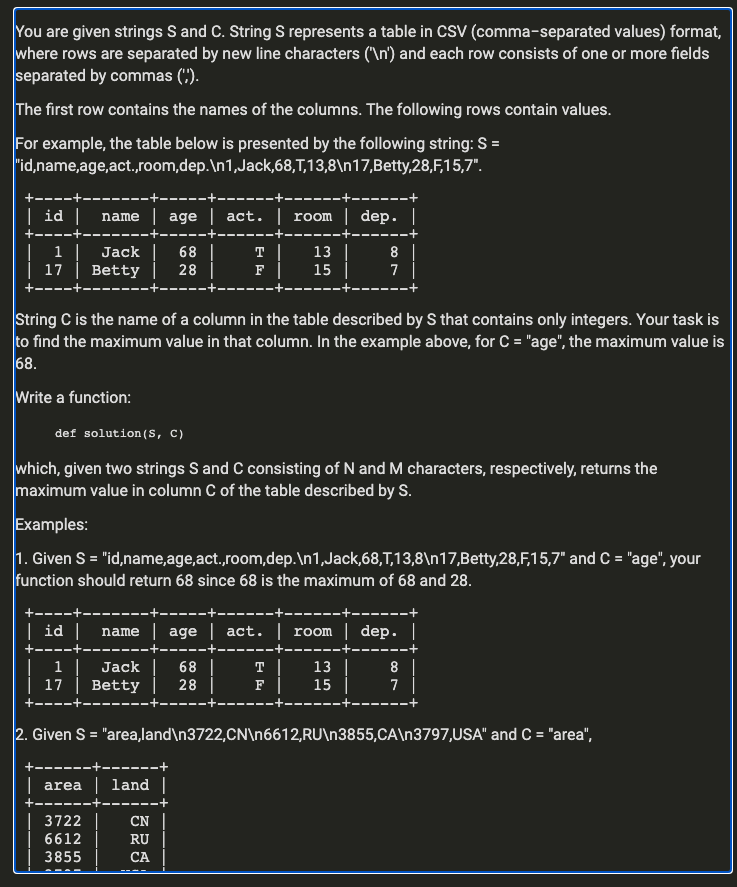 You are given strings S and C. String S represents a table in CSV (comma-separated values) format,
where rows are separated by new line characters ('\n') and each row consists of one or more fields
separated by commas (',').
The first row contains the names of the columns. The following rows contain values.
For example, the table below is presented by the following string: S =
"id,name,age,act.,room,dep.\n1,Jack,68,T,13,8\n17,Betty,28,F,15,7".
+----+-------+-----+------+------+------+
| id |  name | age | act. | room | dep. |
+----+-------+-----+------+------+------+
|  1 |  Jack |  68 |    T |   13 |    8 |
| 17 | Betty |  28 |    F |   15 |    7 |
+----+-------+-----+------+------+------+
String C is the name of a column in the table described by S that contains only integers. Your task is
to find the maximum value in that column. In the example above, for C = "age", the maximum value is
68.
Write a function:
def solution(S, C)
which, given two strings S and C consisting of N and M characters, respectively, returns the
maximum value in column C of the table described by S.
Examples:
1. Given S = "id,name,age,act.,room,dep.\n1,Jack,68,T,13,8\n17,Betty,28,F,15,7" and C = "age", your
function should return 68 since 68 is the maximum of 68 and 28.
+----+-------+-----+------+------+------+
| id |  name | age | act. | room | dep. |
+----+-------+-----+------+------+------+
|  1 |  Jack |  68 |    T |   13 |    8 |
| 17 | Betty |  28 |    F |   15 |    7 |
+----+-------+-----+------+------+------+
2. Given S = "area,land\n3722,CN\n6612,RU\n3855,CA\n3797,USA" and C = "area",
+------+------+
| area | land |
+------+------+
| 3722 |   CN |
| 6612 |   RU |
| 3855 |   CA |